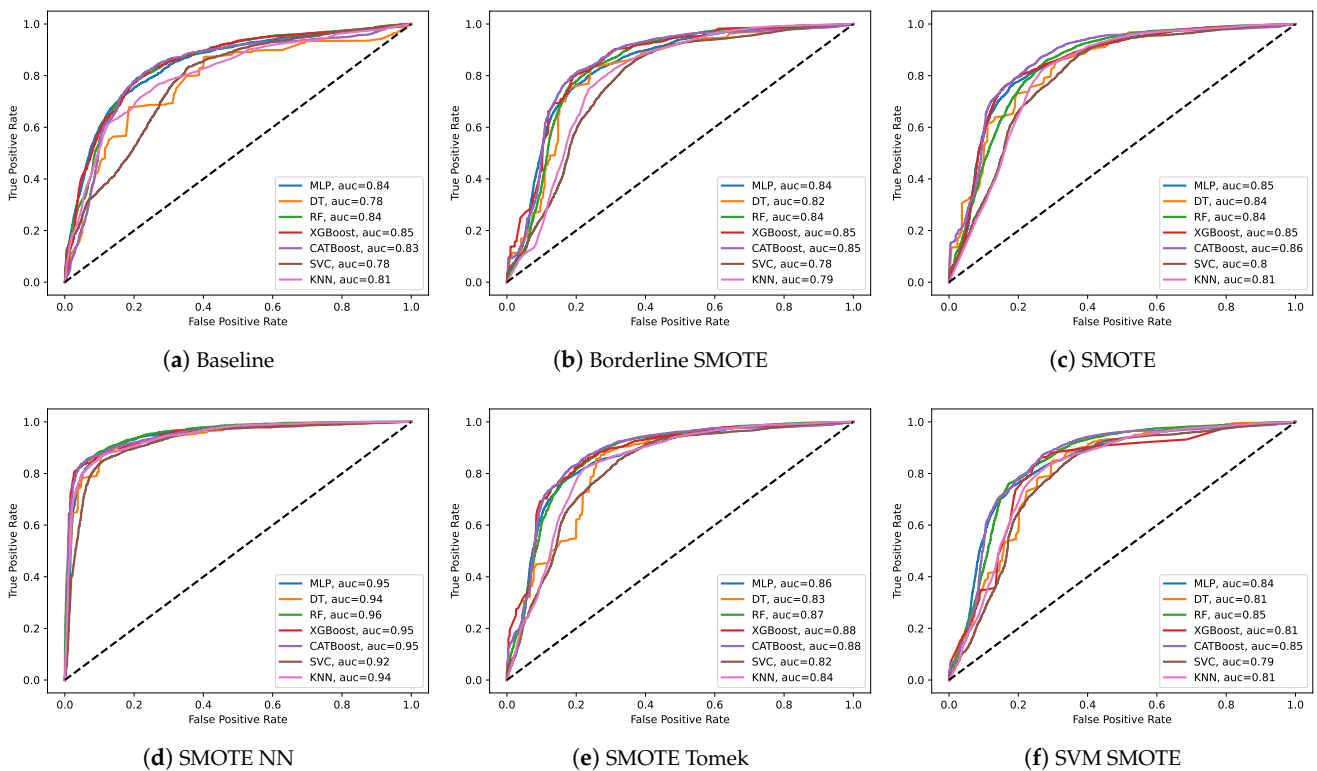 1.0
0.8
0.6
0.4
0.2
0.0
True Positive Rate
MLP, auc=0.84
DT, auc=0.78
RF, auc=0.84
XGBoost, auc=0.85
CATBoost, auc=0.83
SVC, auc=0.78
KNN, auc=0.81
0.0 0.2 0.4 0.6 0.8 1.0
False Positive Rate
(a) Baseline
1.0
0.8
0.6
0.4
0.2
0.0
True Positive Rate
MLP, auc=0.84
DT, auc=0.82
RF, auc=0.84
XGBoost, auc=0.85
CATBoost, auc=0.85
SVC, auc=0.78
KNN, auc=0.79
0.0 0.2 0.4 0.6 0.8 1.0
False Positive Rate
(b) Borderline SMOTE
1.0
0.8
0.6
0.4
0.2
0.0
True Positive Rate
MLP, auc=0.85
DT, auc=0.84
RF, auc=0.84
XGBoost, auc=0.85
CATBoost, auc=0.86
SVC, auc=0.8
KNN, auc=0.81
0.0 0.2 0.4 0.6 0.8 1.0
False Positive Rate
(c) SMOTE
1.0
0.8
0.6
0.4
0.2
0.0
True Positive Rate
MLP, auc=0.95
DT, auc=0.94
RF, auc=0.96
XGBoost, auc=0.95
CATBoost, auc=0.95
SVC, auc=0.92
KNN, auc=0.94
0.0 0.2 0.4 0.6 0.8 1.0
False Positive Rate
(d) SMOTE NN
1.0
0.8
0.6
0.4
0.2
0.0
True Positive Rate
MLP, auc=0.86
DT, auc=0.83
RF, auc=0.87
XGBoost, auc=0.88
CATBoost, auc=0.88
SVC, auc=0.82
KNN, auc=0.84
0.0 0.2 0.4 0.6 0.8 1.0
False Positive Rate
(e) SMOTE Tomek
1.0
0.8
0.6
0.4
0.2
0.0
True Positive Rate
MLP, auc=0.84
DT, auc=0.81
RF, auc=0.85
XGBoost, auc=0.81
CATBoost, auc=0.85
SVC, auc=0.79
KNN, auc=0.81
0.0 0.2 0.4 0.6 0.8 1.0
False Positive Rate
(f) SVM SMOTE